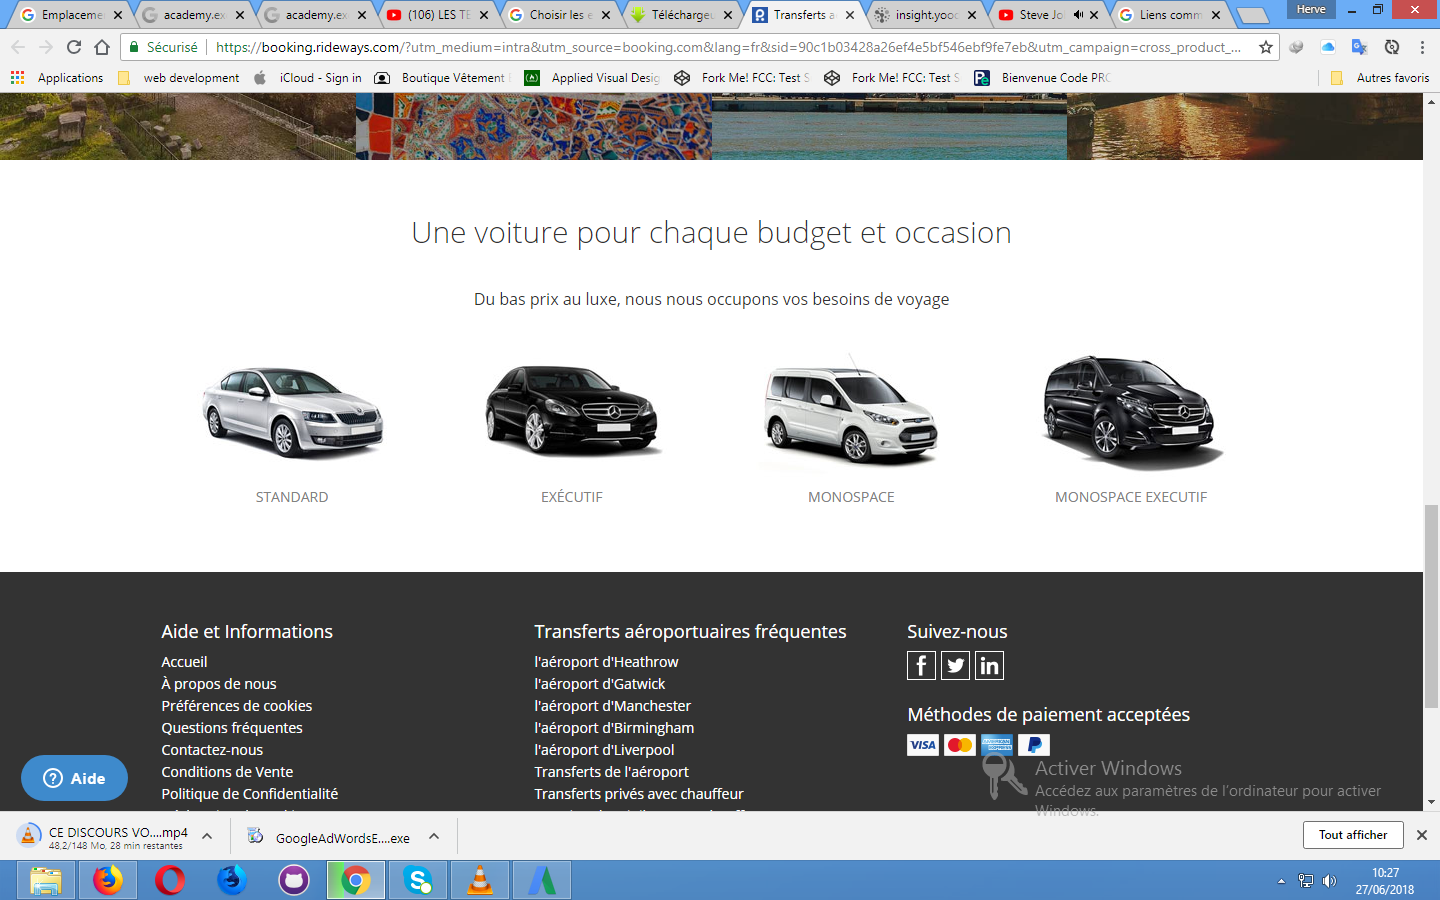 Emplaceme
academy.ex
academy.ex
(106) LES TE
Choisir les e
Télécharger
Transferts a
insight.yooc
Steve Jo
Liens comm
Herve
Sécurisé
https://booking.rideways.com/?utm_medium=intra&utm_source=booking.com&lang=fr&sid=90c1b03428a26ef4e5bf546ebf9fe7eb&utm_campaign=cross_product_...
Applications
web development
iCloud - Sign in
Boutique Vêtement
Applied Visual Desig
Fork Me! FCC: Test S
Fork Me! FCC: Test S
Bienvenue Code PRO
Autres favoris
Une voiture pour chaque budget et occasion
Du bas prix au luxe, nous nous occupons vos besoins de voyage
STANDARD
EXÉCUTIF
MONOSPACE
MONOSPACE EXECUTIF
Aide et Informations
Accueil
À propos de nous
Préférences de cookies
Questions fréquentes
Contactez-nous
Conditions de Vente
Politique de Confidentialité
Transferts aéroportuaires fréquentes
l'aéroport d'Heathrow
l'aéroport d'Gatwick
l'aéroport d'Manchester
l'aéroport d'Birmingham
l'aéroport d'Liverpool
Transferts de l'aéroport
Transferts privés avec chauffeur
Suivez-nous
Méthodes de paiement acceptées
VISA
Aide
Activer Windows
Accédez aux paramètres de l'ordinateur pour activer
Windows.
CE DISCOURS VO....mp4
48,2/148 Mo, 28 min restantes
GoogleAdWordsE....exe
Tout afficher
10:27
27/06/2018